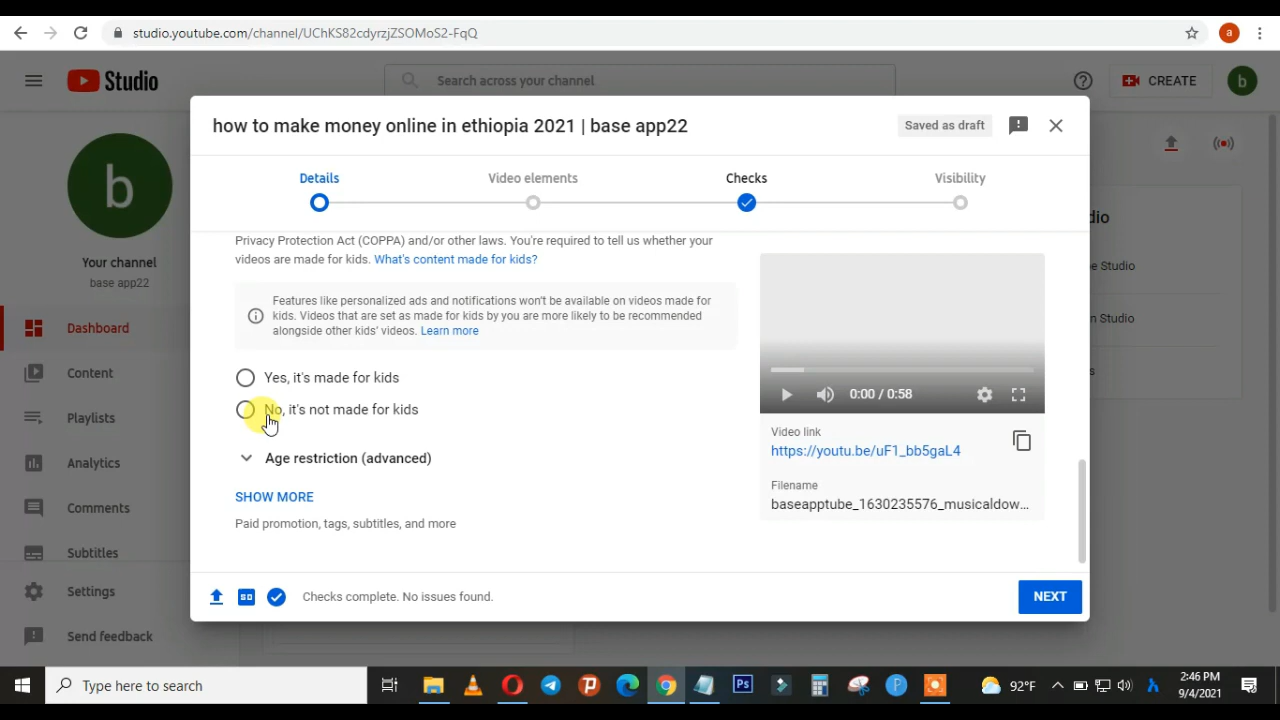 studio.youtube.com/channel/UChKS82cdyrzjZSOMoS2-FqQ
a
Studio
Search across your channel
CREATE
b
how to make money online in ethiopia 2021 | base app22
Saved as draft
Details
Video elements
Checks
Visibility
b
Your channel
base app22
Dashboard
Content
Playlists
Analytics
Comments
Subtitles
Settings
Send feedback
Privacy Protection Act (COPPA) and/or other laws. You're required to tell us whether your
videos are made for kids. What's content made for kids?
Features like personalized ads and notifications won't be available on videos made for
kids. Videos that are set as made for kids by you are more likely to be recommended
alongside other kids' videos. Learn more
Yes, it's made for kids
No, it's not made for kids
Age restriction (advanced)
SHOW MORE
Paid promotion, tags, subtitles, and more
0:00 / 0:58
Video link
https://youtu.be/uF1_bb5gaL4
Filename
baseapptube_1630235576_musicaldow...
dio
e Studio
n Studio
s
SD
Checks complete. No issues found.
NEXT
Type here to search
Ps
92°F
2:46 PM
9/4/2021